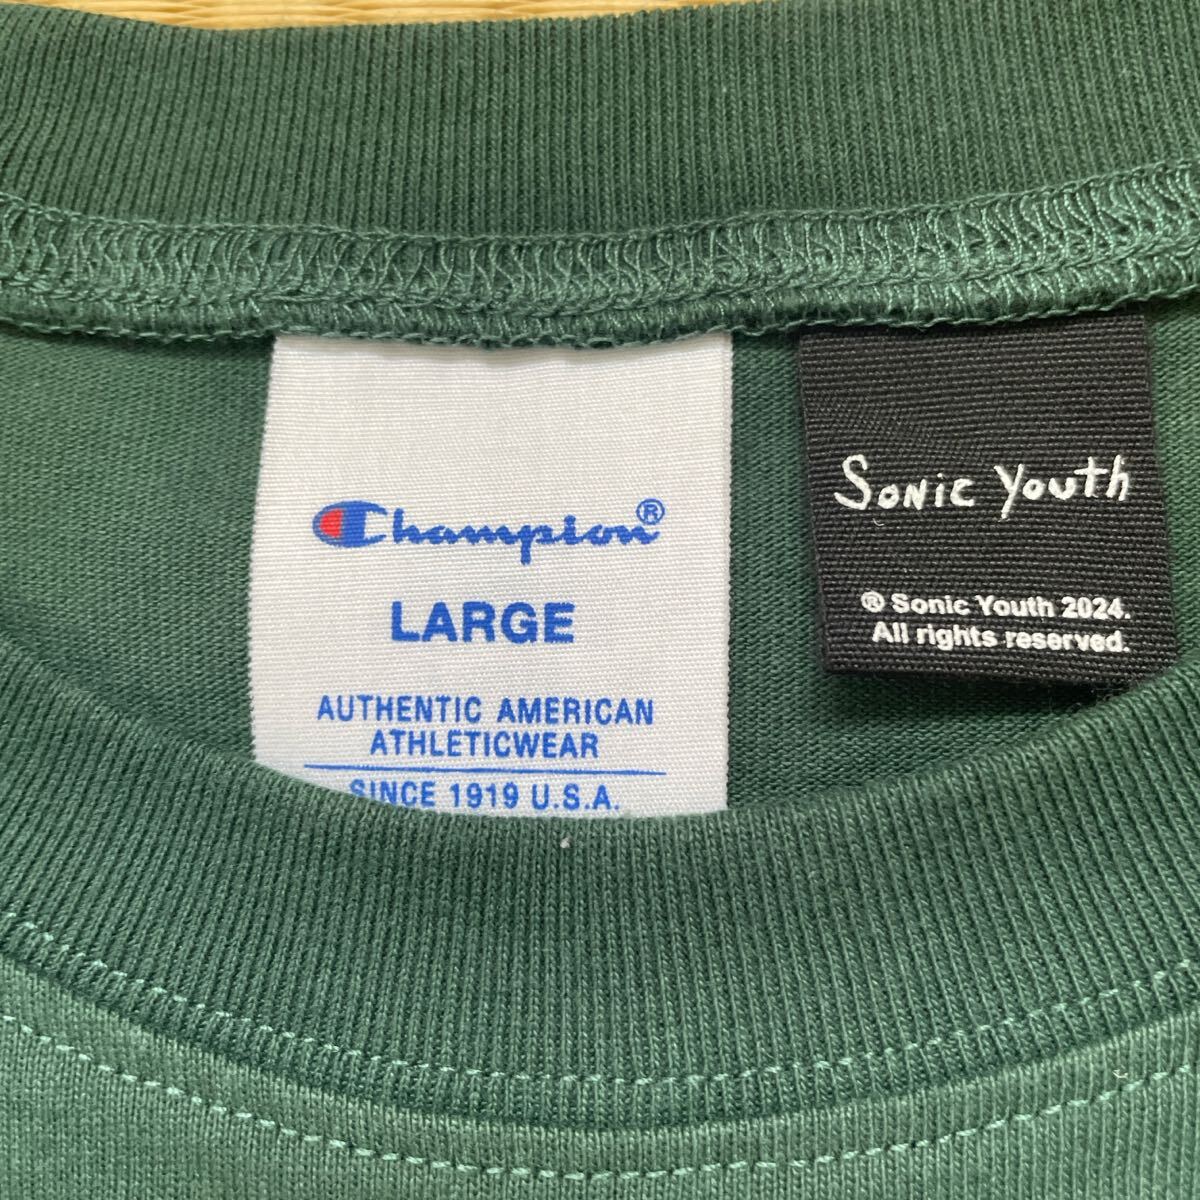 Champion®
LARGE
AUTHENTIC AMERICAN
ATHLETICWEAR
SINCE 1919 U.S.A.
Sonic Youth
® Sonic Youth 2024.
All rights reserved.